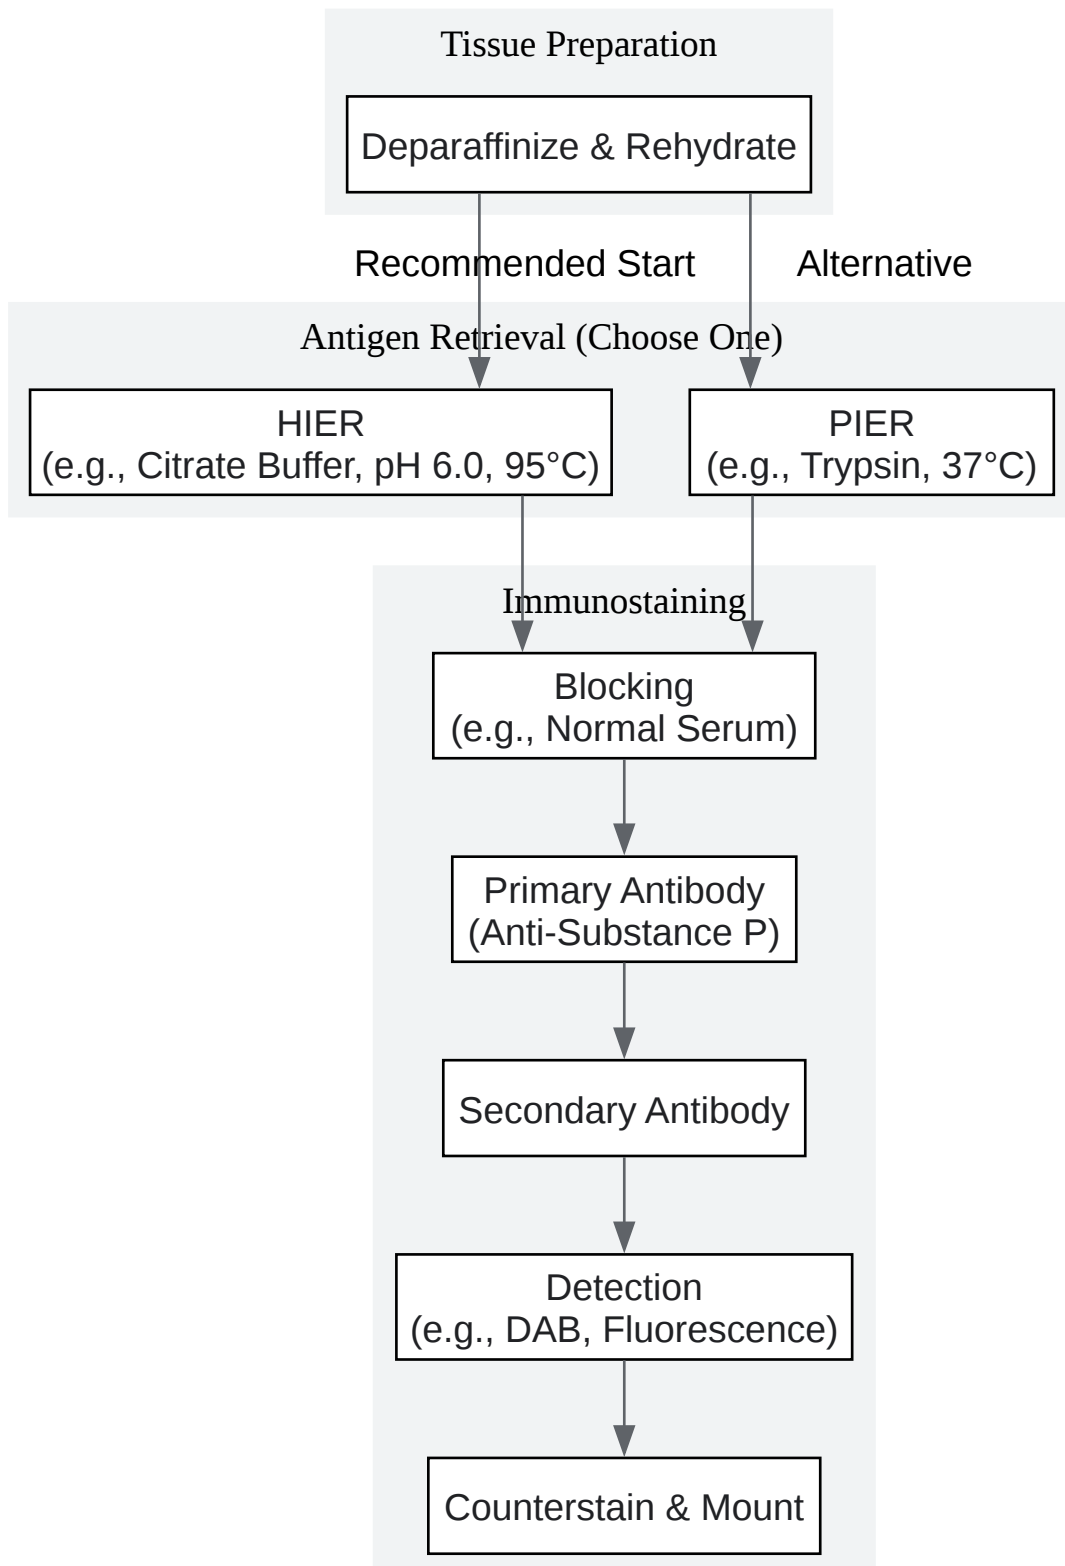 Tissue Preparation
Deparaffinize & Rehydrate
Recommended Start
Alternative
Antigen Retrieval (Choose One)
HIER
(e.g., Citrate Buffer, pH 6.0, 95°C)
PIER
(e.g., Trypsin, 37°C)
Immunostaining
Blocking
(e.g., Normal Serum)
Primary Antibody
(Anti-Substance P)
Secondary Antibody
Detection
(e.g., DAB, Fluorescence)
Counterstain & Mount